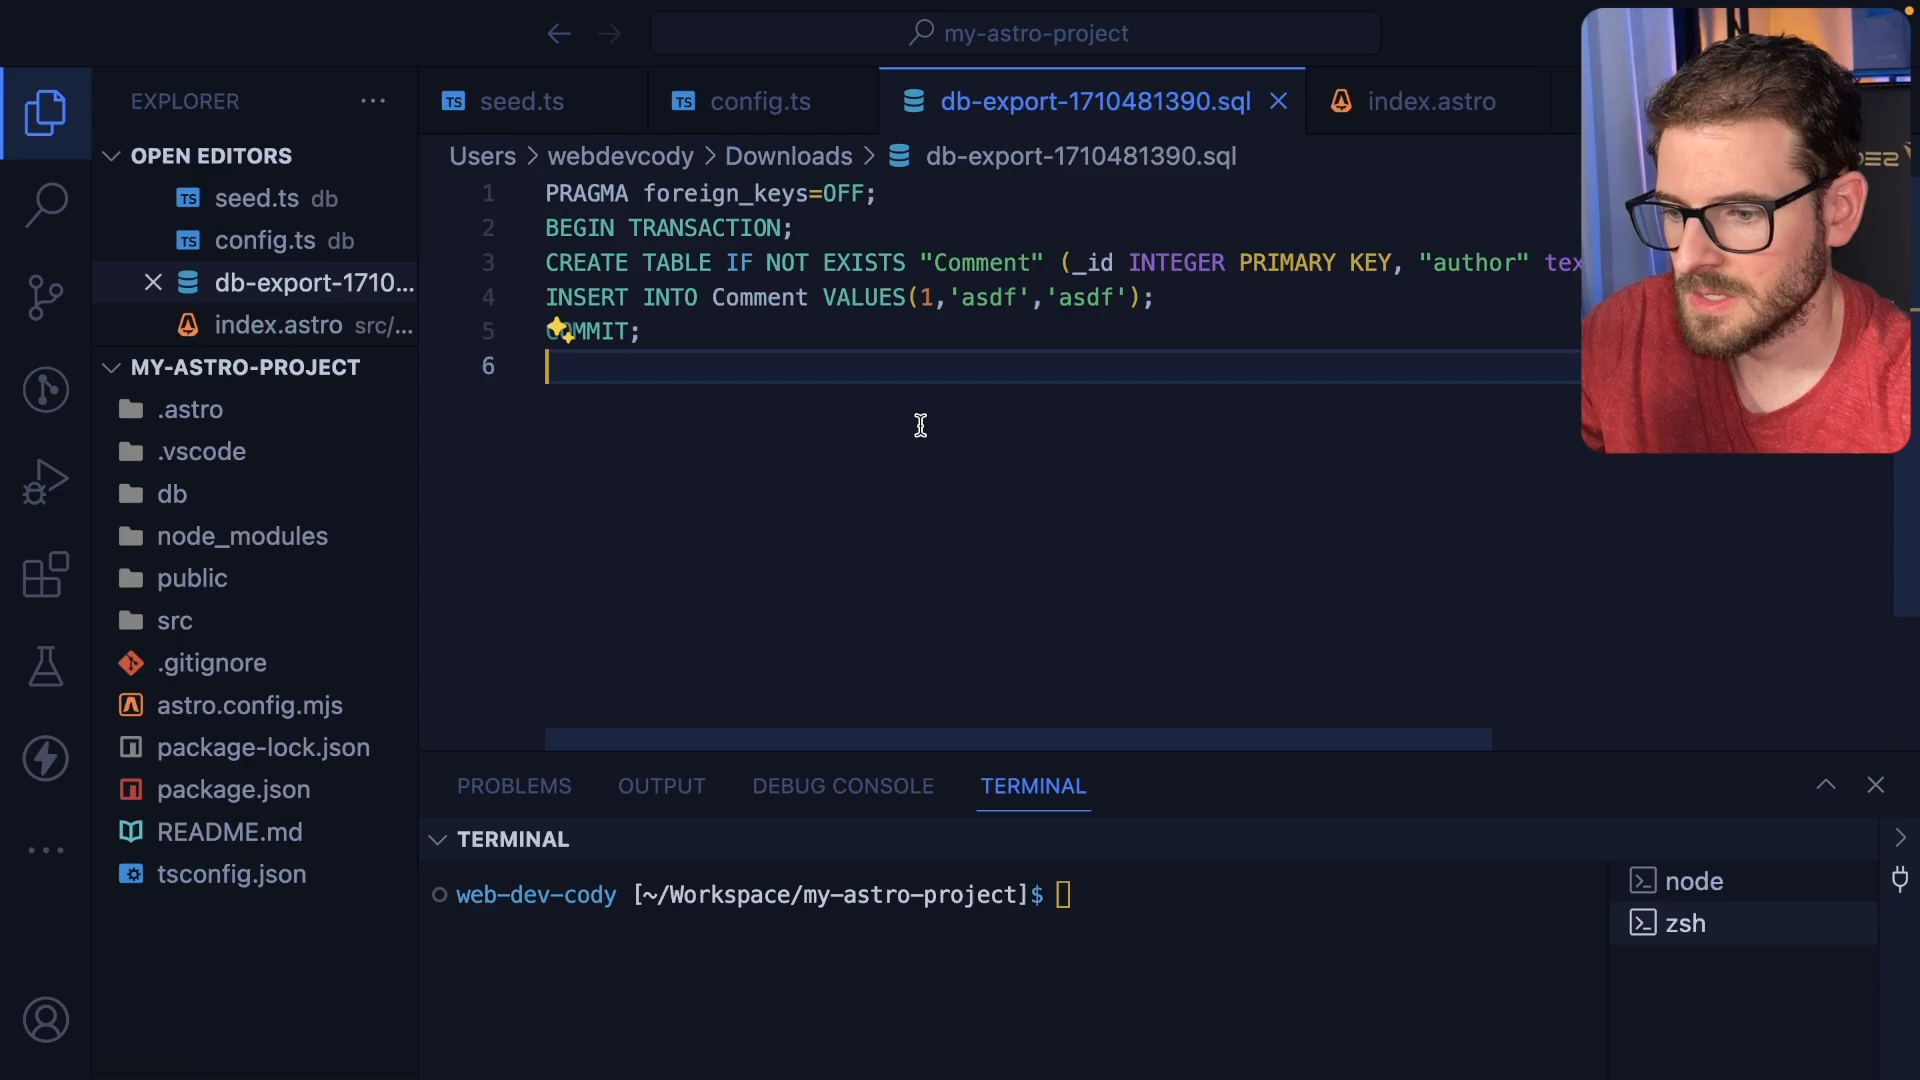 my-astro-project
EXPLORER
seed.ts
config.ts
db-export-1710481390.sql
index.astro
OPEN EDITORS
Users
webdevcody
Downloads
db-export-1710481390.sql
seed.ts db
config.ts db
db-export-1710...
index.astro src/...
1 PRAGMA foreign_keys=OFF;
2 BEGIN TRANSACTION;
3 CREATE TABLE IF NOT EXISTS "Comment" (_id INTEGER PRIMARY KEY, "author" tex
4 INSERT INTO Comment VALUES(1,'asdf','asdf');
5 COMMIT;
6
MY-ASTRO-PROJECT
.astro
.vscode
db
node_modules
public
src
.gitignore
astro.config.mjs
package-lock.json
package.json
README.md
tsconfig.json
PROBLEMS
OUTPUT
DEBUG CONSOLE
TERMINAL
TERMINAL
web-dev-cody [~/Workspace/my-astro-project]$
node
zsh